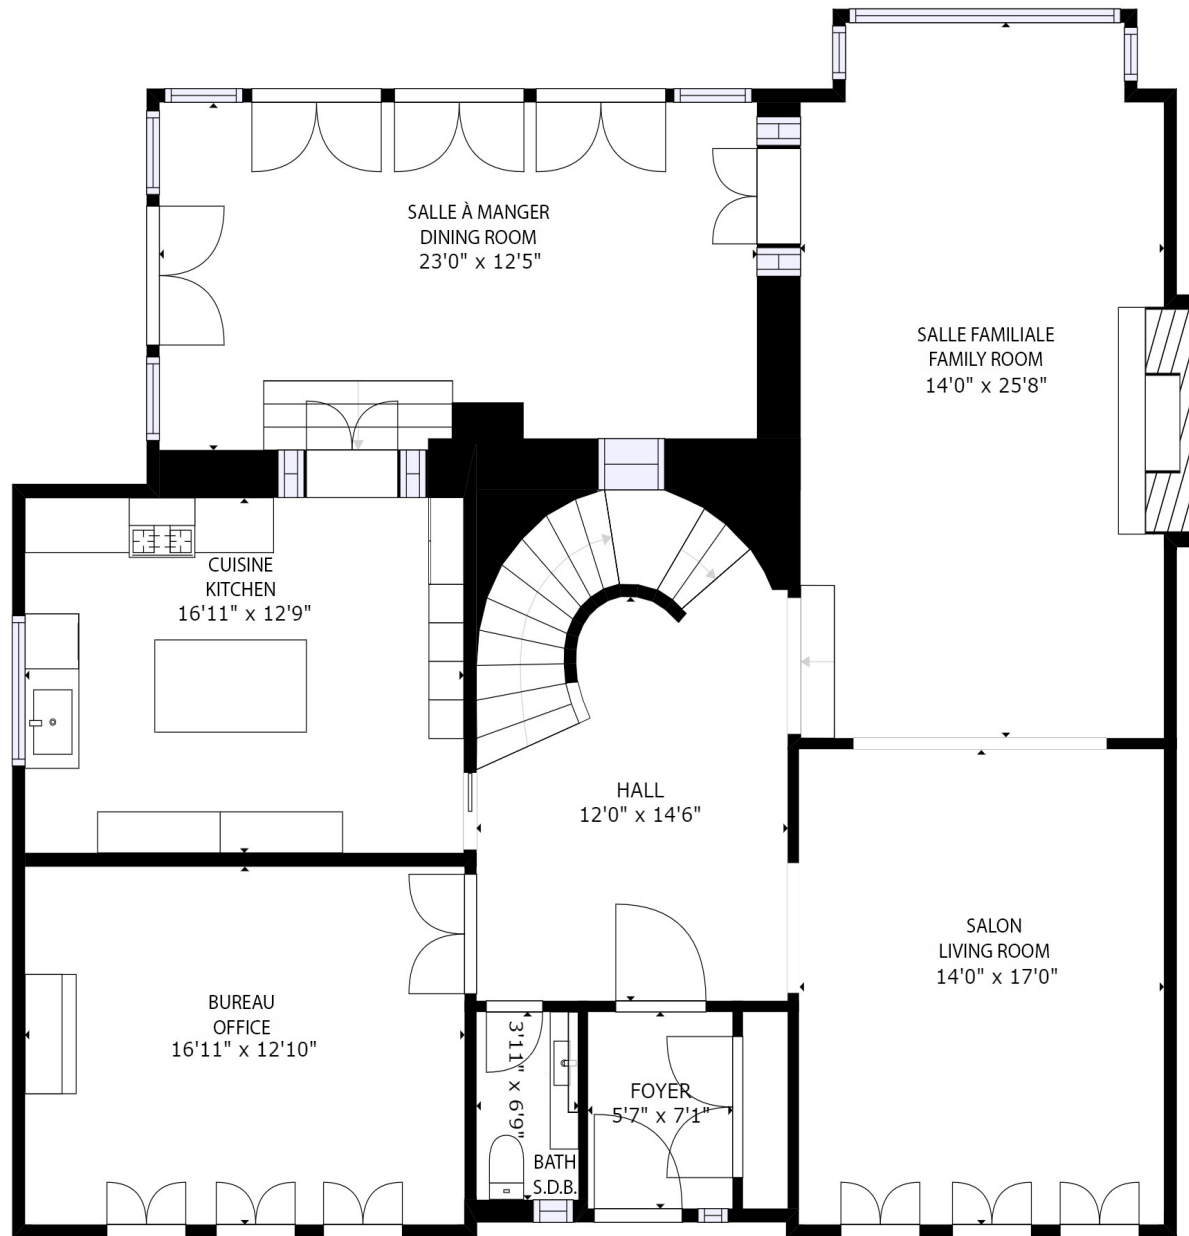 SALLE À MANGER
DINING ROOM
23'0" x 12'5"
SALLE FAMILIALE
FAMILY ROOM
14'0" x 25'8"
CUISINE
KITCHEN
16'11" x 12'9"
HALL
12'0" x 14'6"
SALON
LIVING ROOM
14'0" x 17'0"
BUREAU
OFFICE
16'11" x 12'10"
3'11" x 6'9"
BATH
S.D.B.
FOYER
5'7" x 7'1"